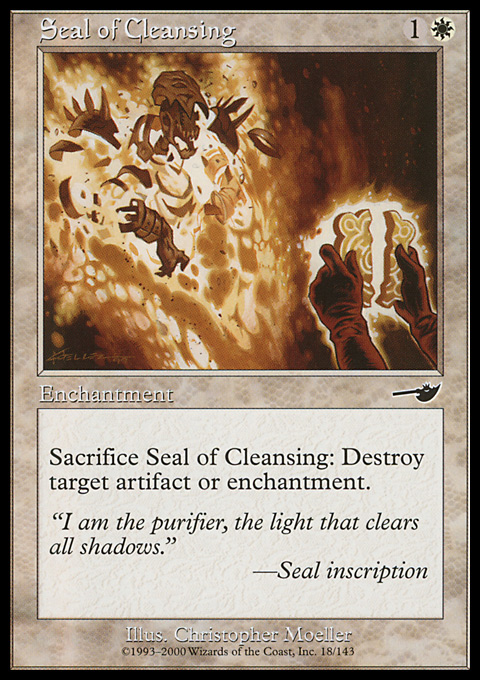 Seal of Cleansing 1
Enchantment
Sacrifice Seal of Cleansing: Destroy
target artifact or enchantment.
"I am the purifier, the light that clears
all shadows."
—Seal inscription
Illus. Christopher Moeller
©1993–2000 Wizards of the Coast, Inc. 18/143